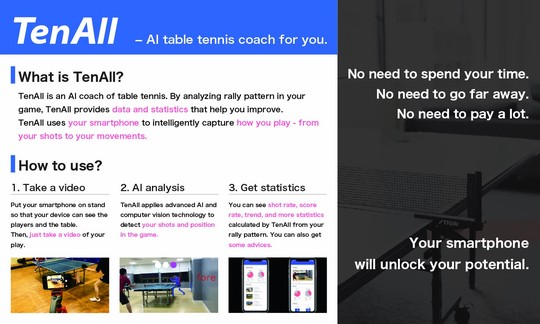 TenAll – AI table tennis coach for you.
What is TenAll?
TenAll is an AI coach of table tennis. By analyzing rally pattern in your
game, TenAll provides data and statistics that help you improve.
TenAll uses your smartphone to intelligently capture how you play - from
your shots to your movements.
How to use?
1. Take a video
Put your smartphone on stand
so that your device can see the
players and the table.
Then, just take a video of your
play.
2. AI analysis
TenAll applies advanced AI and
computer vision technology to
detect your shots and position
in the game.
fore
3. Get statistics
You can see shot rate, score
rate, trend, and more statistics
calculated by TenAll from your
rally pattern. You can also get
some advices.
No need to spend your time.
No need to go far away.
No need to pay a lot.
STIGA
Your smartphone
will unlock your potential.